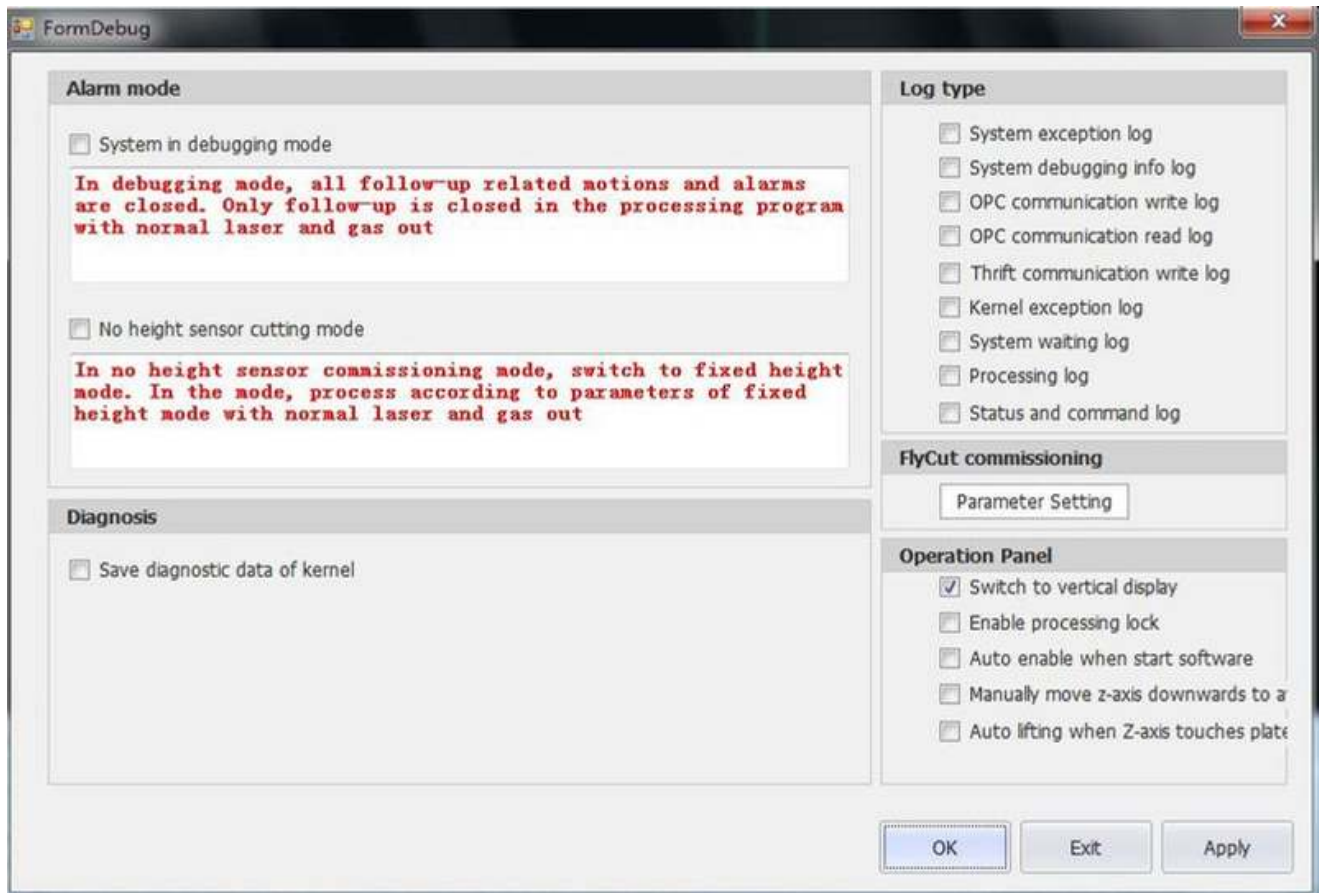 FormDebug
Alarm mode
System in debugging mode
In debugging mode, all follow-up related motions and alarms
are closed. Only follow-up is closed in the processing program
with normal laser and gas out
No height sensor cutting mode
In no height sensor commissioning mode, switch to fixed height
mode. In the mode, process according to parameters of fixed
height mode with normal laser and gas out
Diagnosis
Save diagnostic data of kernel
Log type
System exception log
System debugging info log
OPC communication write log
OPC communication read log
Thrift communication write log
Kernel exception log
System waiting log
Processing log
Status and command log
FlyCut commissioning
Parameter Setting
Operation Panel
Switch to vertical display
Enable processing lock
Auto enable when start software
Manually move z-axis downwards to
Auto lifting when Z-axis touches plate
OK
Exit
Apply